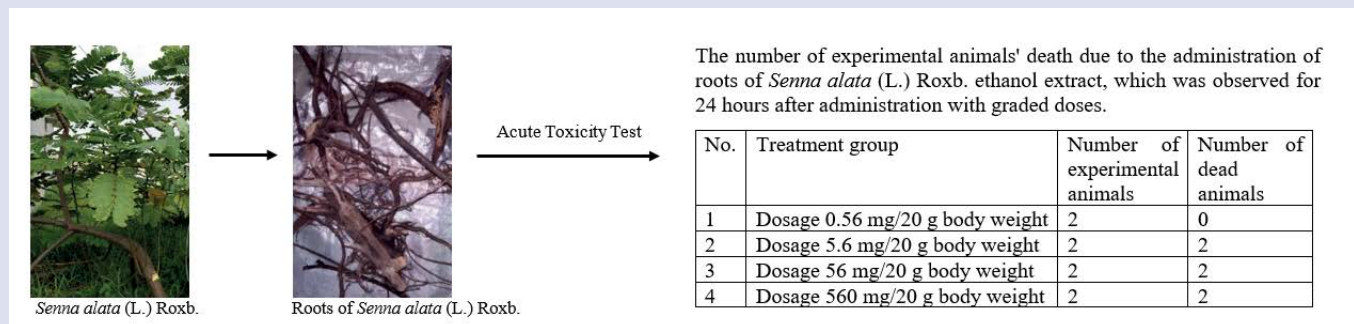 Senna alata (L.) Roxb.
Roots of Senna alata (L.) Roxb.
Acute Toxicity Test
The number of experimental animals' death due to the administration of
roots of Senna alata (L.) Roxb. ethanol extract, which was observed for
24 hours after administration with graded doses.
No. Treatment group Number of experimental animals Number of dead animals
1 Dosage 0.56 mg/20 g body weight 2 0
2 Dosage 5.6 mg/20 g body weight 2 2
3 Dosage 56 mg/20 g body weight 2 2
4 Dosage 560 mg/20 g body weight 2 2